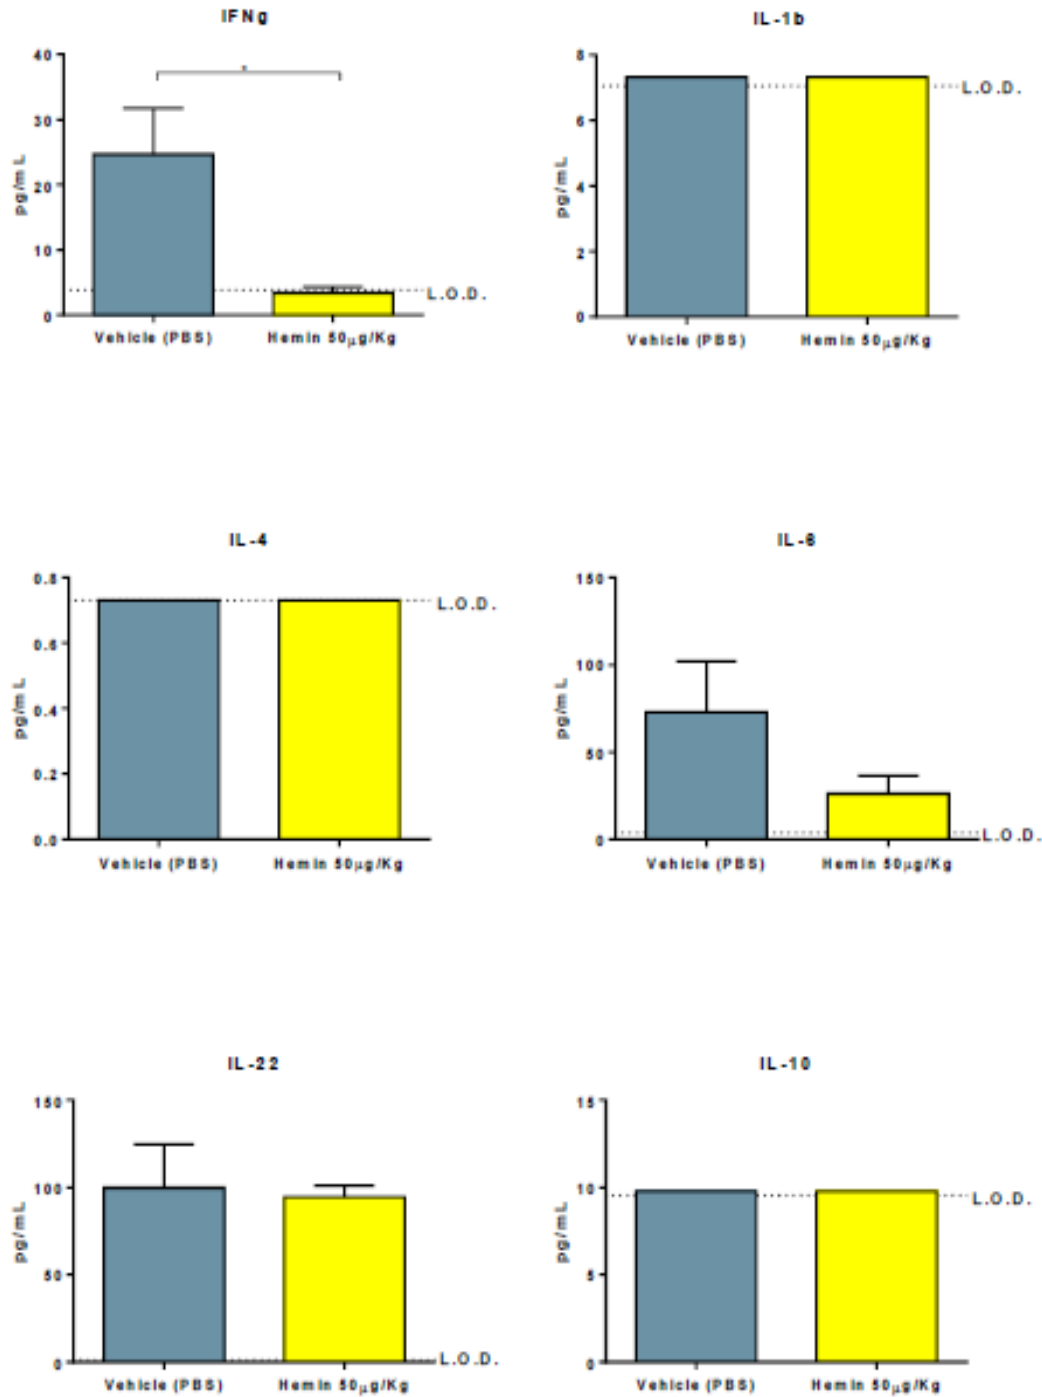 IFNg
40
30
20
10
0
pg/mL
*
L.O.D.
Vehicle (PBS)
Hemin 50μg/Kg
IL-1b
8
6
4
2
0
pg/mL
L.O.D.
Vehicle (PBS)
Hemin 50μg/Kg
IL-4
0.8
0.6
0.4
0.2
0.0
pg/mL
L.O.D.
Vehicle (PBS)
Hemin 50μg/Kg
IL-6
150
100
50
0
pg/mL
L.O.D.
Vehicle (PBS)
Hemin 50μg/Kg
IL-22
150
100
50
0
pg/mL
L.O.D.
Vehicle (PBS)
Hemin 50μg/Kg
IL-10
15
10
5
0
pg/mL
L.O.D.
Vehicle (PBS)
Hemin 50μg/Kg